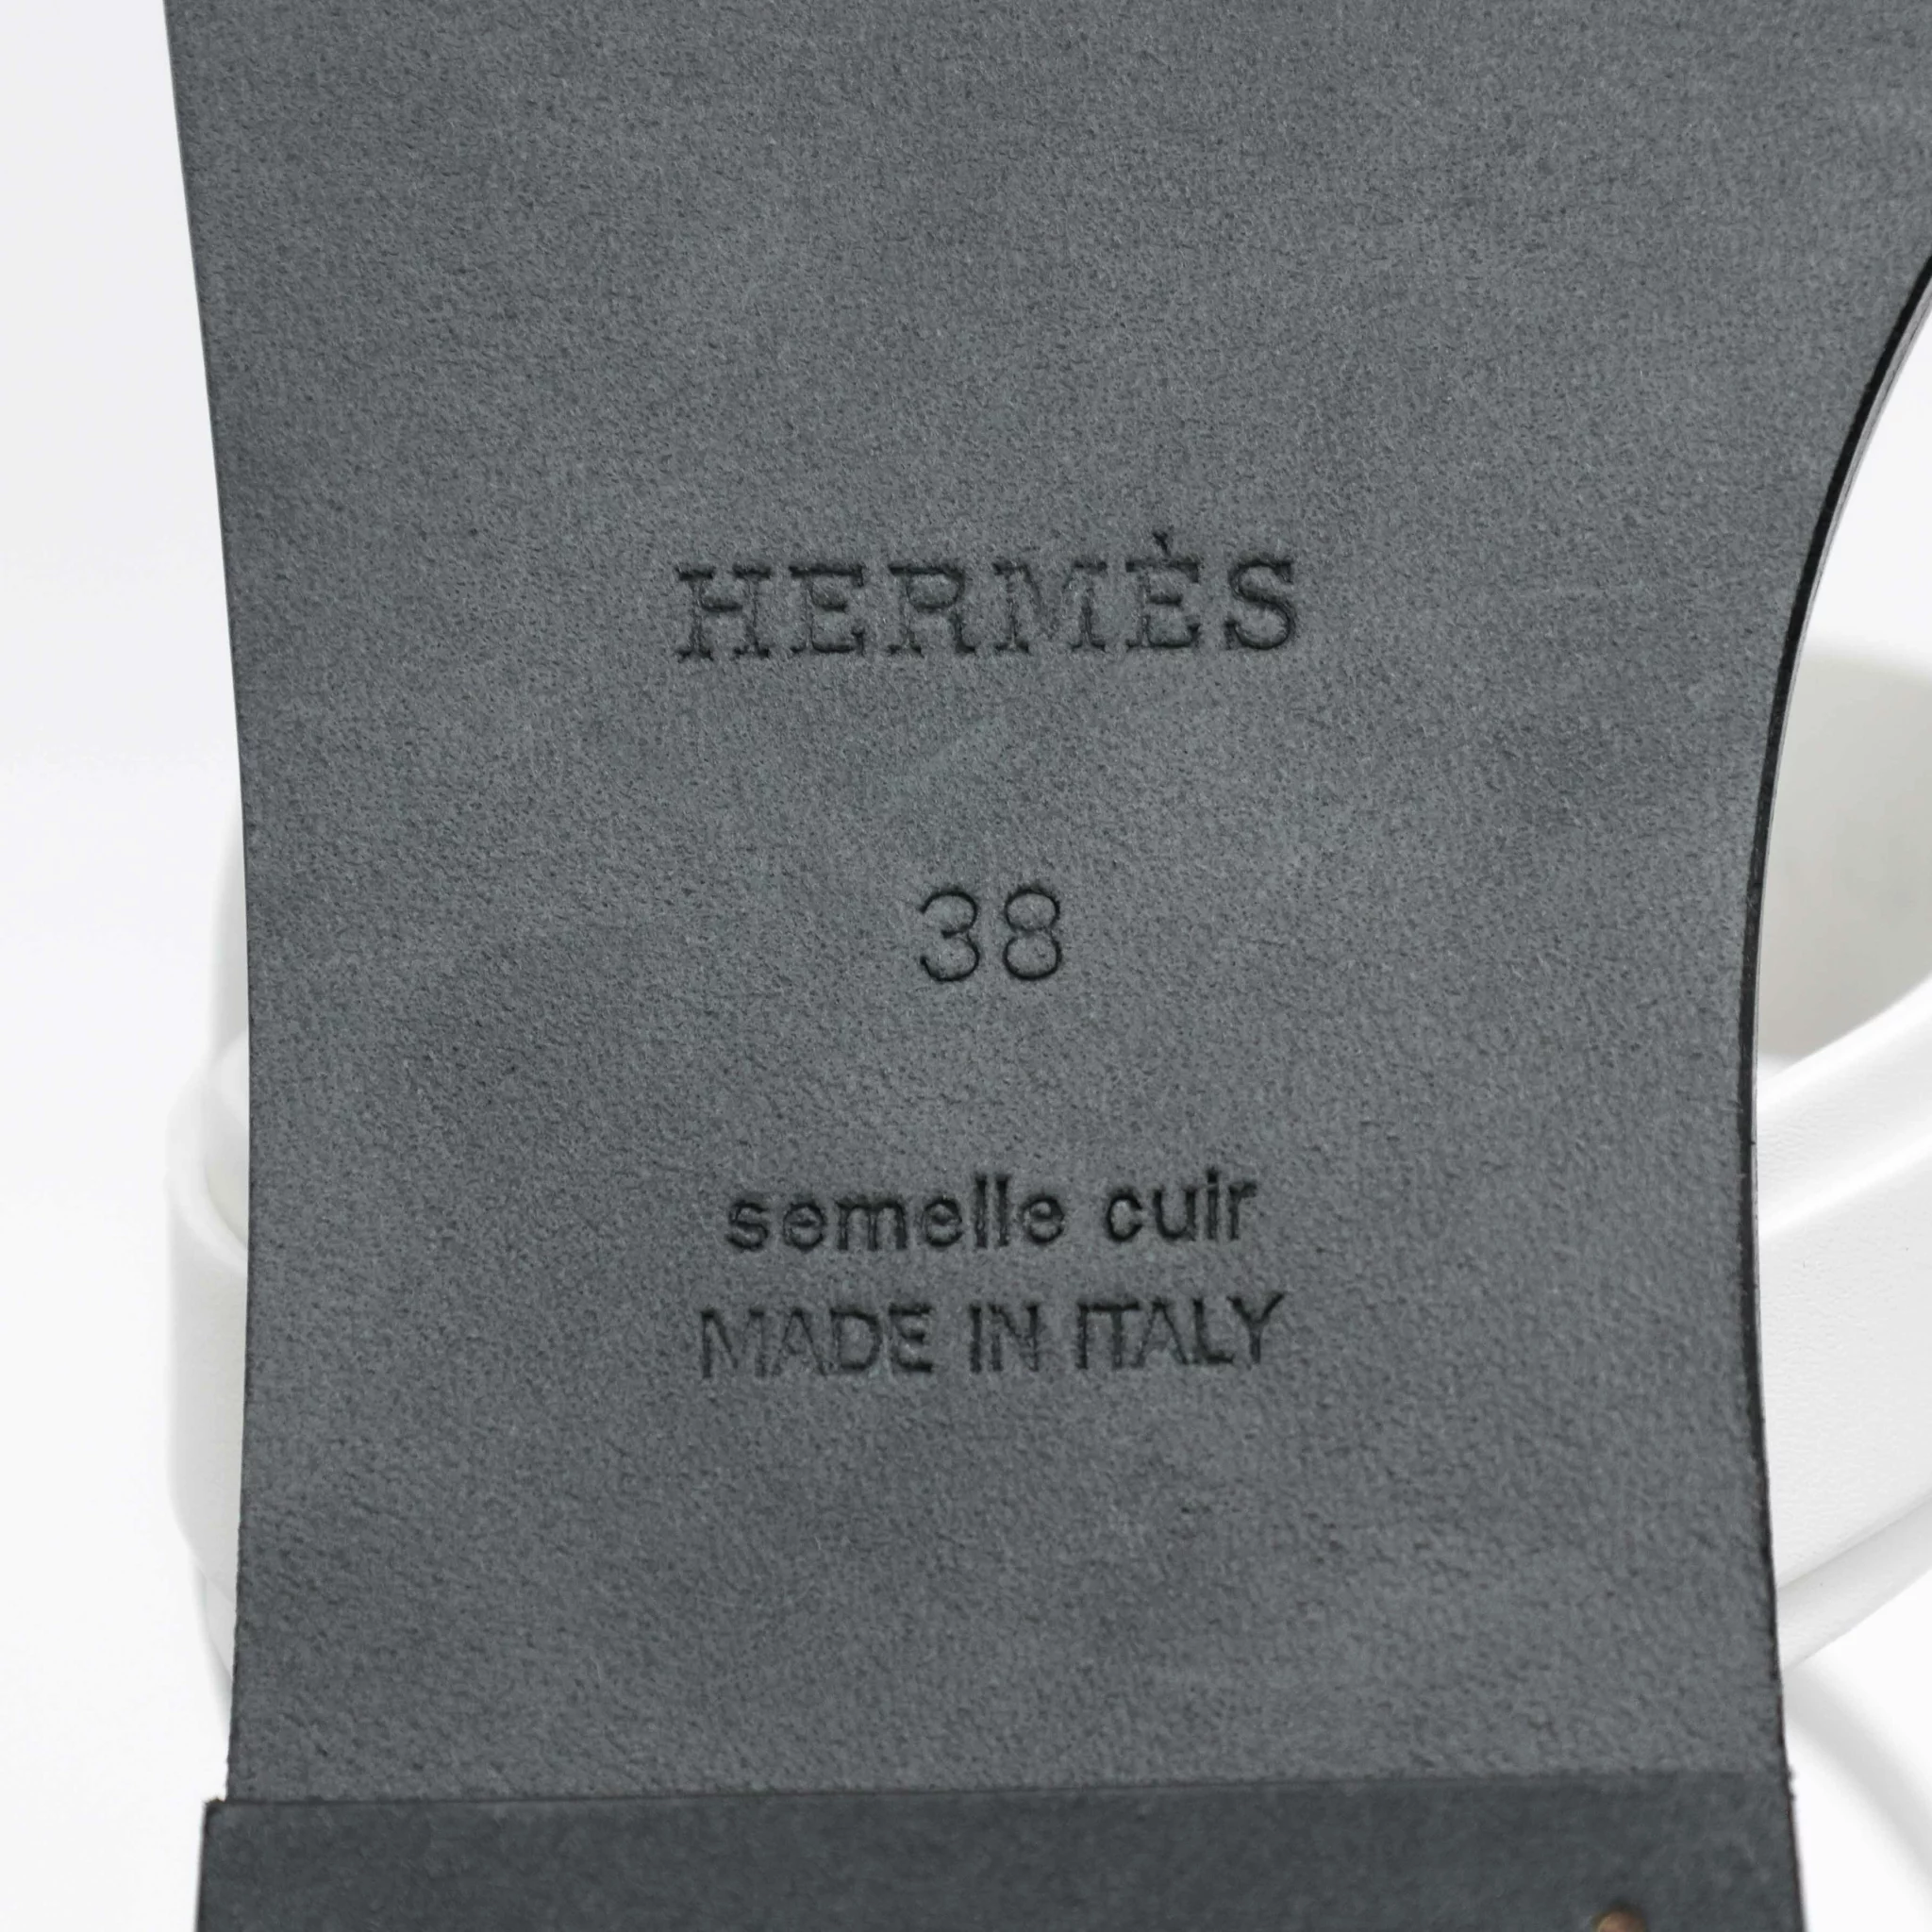 HERMÈS
38
semelle cuir
MADE IN ITALY